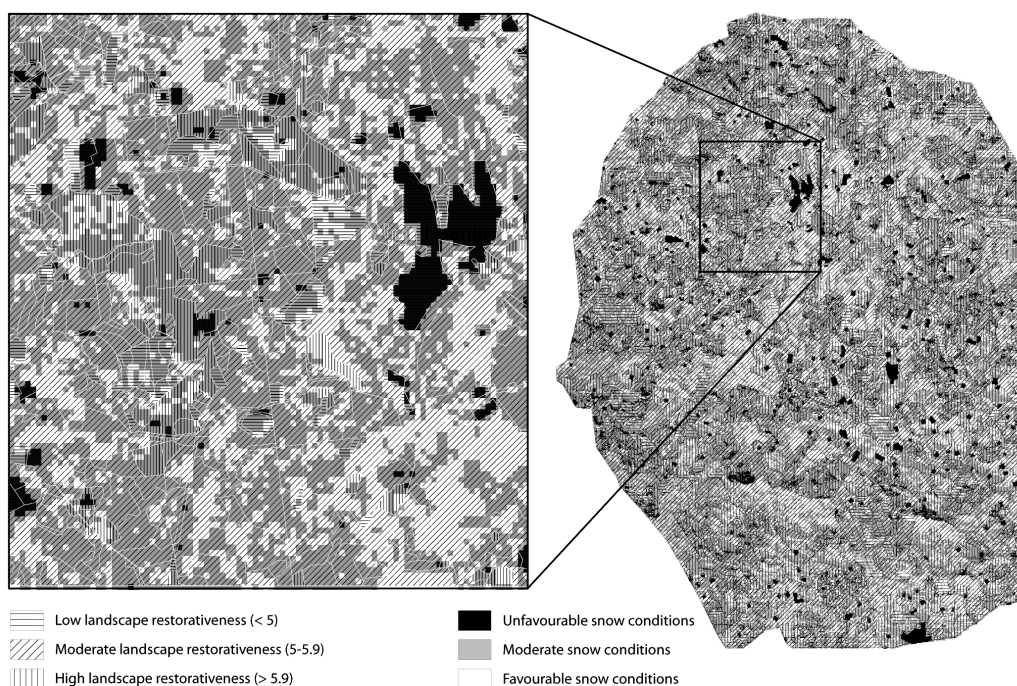 Low landscape restorativeness (< 5)
Moderate landscape restorativeness (5-5.9)
High landscape restorativeness (> 5.9)
Unfavourable snow conditions
Moderate snow conditions
Favourable snow conditions